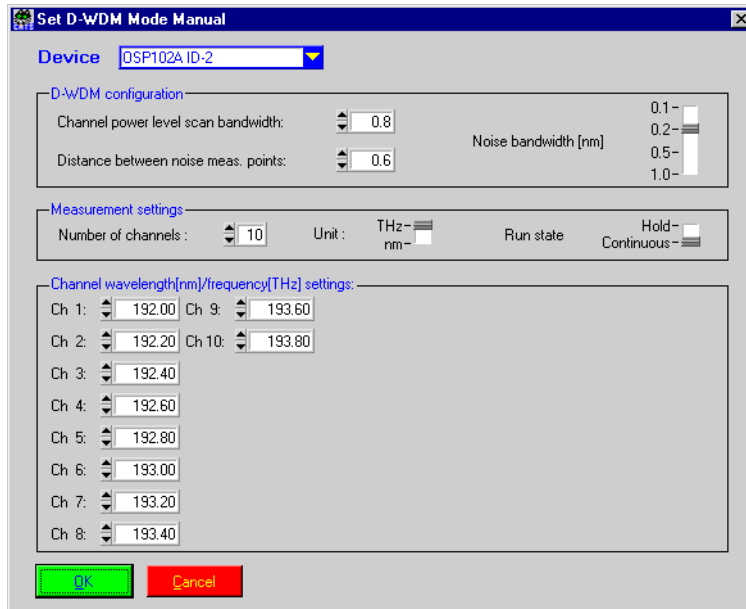 Set D-WDM Mode Manual
Device OSP102A ID-2
D-WDM configuration
Channel power level scan bandwidth: 0.8
Distance between noise meas. points: 0.6
Noise bandwidth [nm]
0.1
0.2
0.5
1.0
Measurement settings
Number of channels : 10 Unit : THz nm Run state Hold Continuous
Channel wavelength[nm]/frequency[THz] settings:
Ch 1: 192.00 Ch 9: 193.60
Ch 2: 192.20 Ch 10: 193.80
Ch 3: 192.40
Ch 4: 192.60
Ch 5: 192.80
Ch 6: 193.00
Ch 7: 193.20
Ch 8: 193.40
OK Cancel